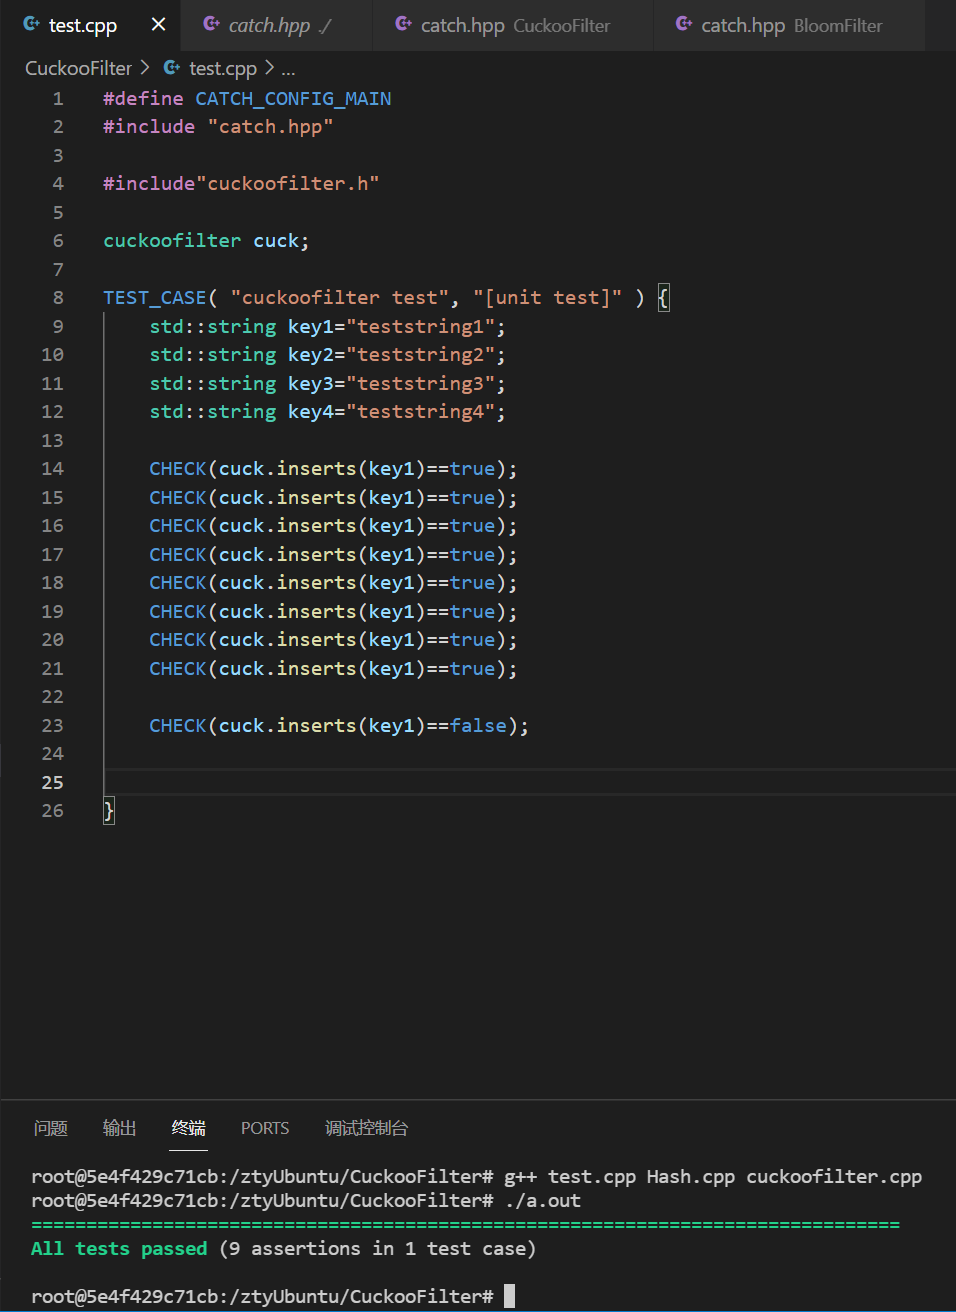 test.cpp × catch.hpp ./ catch.hpp CuckooFilter catch.hpp BloomFilter
CuckooFilter > test.cpp > ...
1 #define CATCH_CONFIG_MAIN
2 #include "catch.hpp"
3
4 #include"cuckoofilter.h"
5
6 cuckoofilter cuck;
7
8 TEST_CASE( "cuckoofilter test", "[unit test]" ) {
9 std::string key1="teststring1";
10 std::string key2="teststring2";
11 std::string key3="teststring3";
12 std::string key4="teststring4";
13
14 CHECK(cuck.inserts(key1)==true);
15 CHECK(cuck.inserts(key1)==true);
16 CHECK(cuck.inserts(key1)==true);
17 CHECK(cuck.inserts(key1)==true);
18 CHECK(cuck.inserts(key1)==true);
19 CHECK(cuck.inserts(key1)==true);
20 CHECK(cuck.inserts(key1)==true);
21 CHECK(cuck.inserts(key1)==true);
22
23 CHECK(cuck.inserts(key1)==false);
24
25
26 }
问题 输出 终端 PORTS 调试控制台
root@5e4f429c71cb:/ztyUbuntu/CuckooFilter# g++ test.cpp Hash.cpp cuckoofilter.cpp
root@5e4f429c71cb:/ztyUbuntu/CuckooFilter# ./a.out
===============================================================================
All tests passed (9 assertions in 1 test case)
root@5e4f429c71cb:/ztyUbuntu/CuckooFilter#